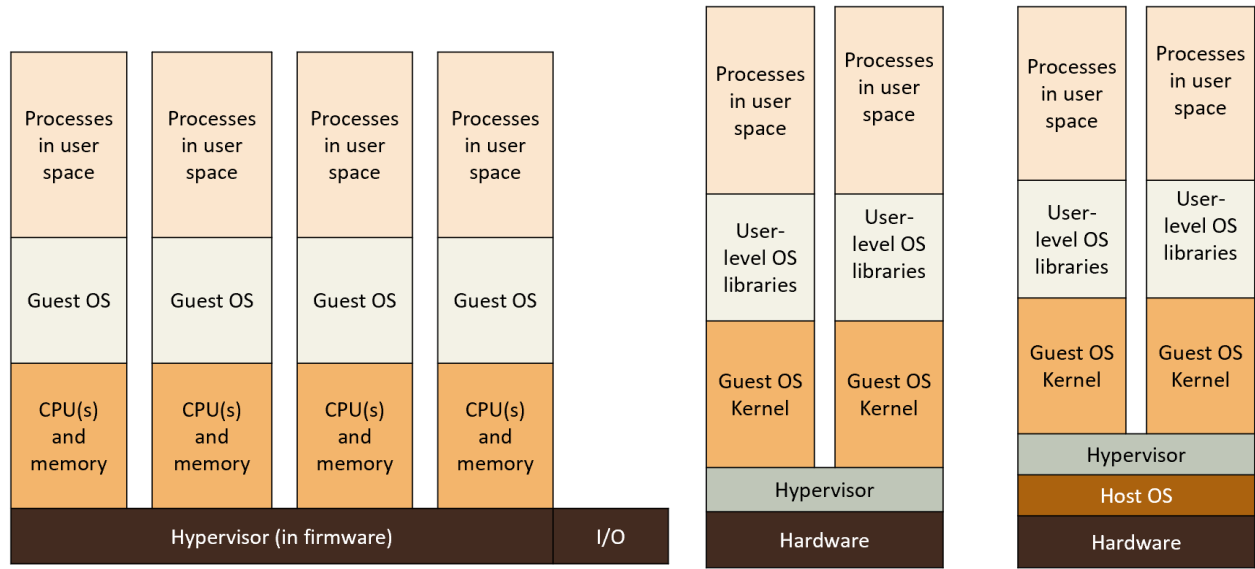 Processes
in user
space
Guest OS
CPU(s)
and
memory
Processes
in user
space
Guest OS
CPU(s)
and
memory
Processes
in user
space
Guest OS
CPU(s)
and
memory
Processes
in user
space
Guest OS
CPU(s)
and
memory
Hypervisor (in firmware)
I/O
Processes
in user
space
User-
level OS
libraries
Guest OS
Kernel
Processes
in user
space
User-
level OS
libraries
Guest OS
Kernel
Hypervisor
Hardware
Processes
in user
space
User-
level OS
libraries
Guest OS
Kernel
Processes
in user
space
User-
level OS
libraries
Guest OS
Kernel
Hypervisor
Host OS
Hardware